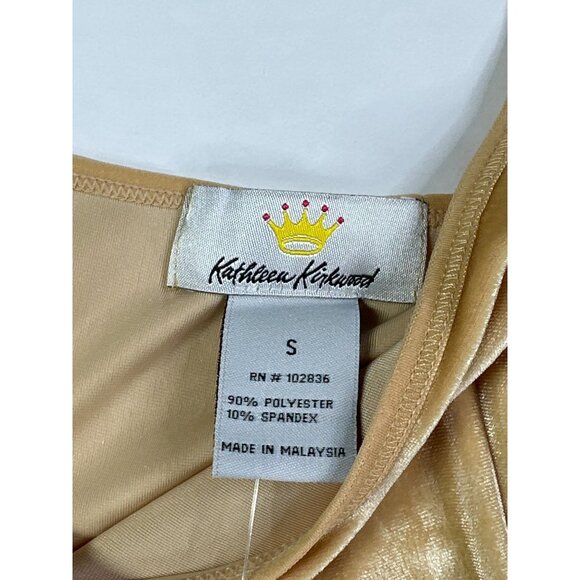 Kathleen Kirkwood
S
RN # 102836
90% POLYESTER
10% SPANDEX
MADE IN MALAYSIA